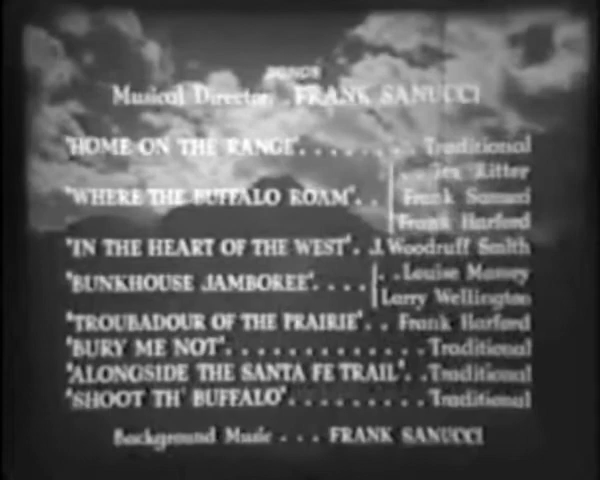 SONGS
Musical Director. . FRANK SANUCCI
'HOME ON THE RANGE'. . . . . . . . Traditional
. . Tex Ritter
'WHERE THE BUFFALO ROAM'. . Frank Sanucci
Frank Harford
'IN THE HEART OF THE WEST'. . J. Woodruff Smith
'BUNKHOUSE JAMBOREE'. . . . . . Louise Massey
Larry Wellington
'TROUBADOUR OF THE PRAIRIE'. . Frank Harford
'BURY ME NOT'. . . . . . . . . . . . . Traditional
'ALONGSIDE THE SANTA FE TRAIL'. . Traditional
'SHOOT TH' BUFFALO'. . . . . . . . . Traditional
Background Music . . . FRANK SANUCCI